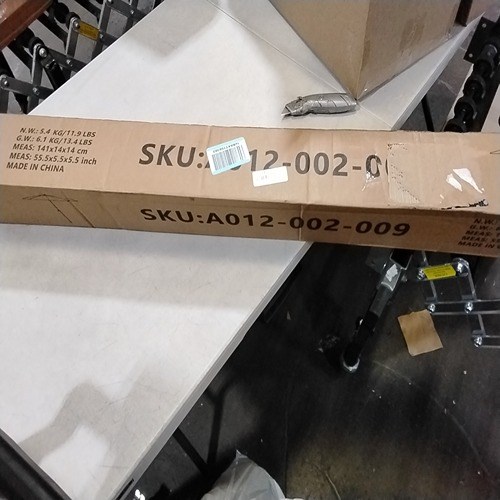 N.W.: 5.4 KG/11.9 LBS
G.W.: 6.1 KG/13.4 LBS
MEAS: 141x14x14 cm
MEAS: 55.5x5.5x5.5 inch
MADE IN CHINA
SKU:A012-002-0
SKU:A012-002-009